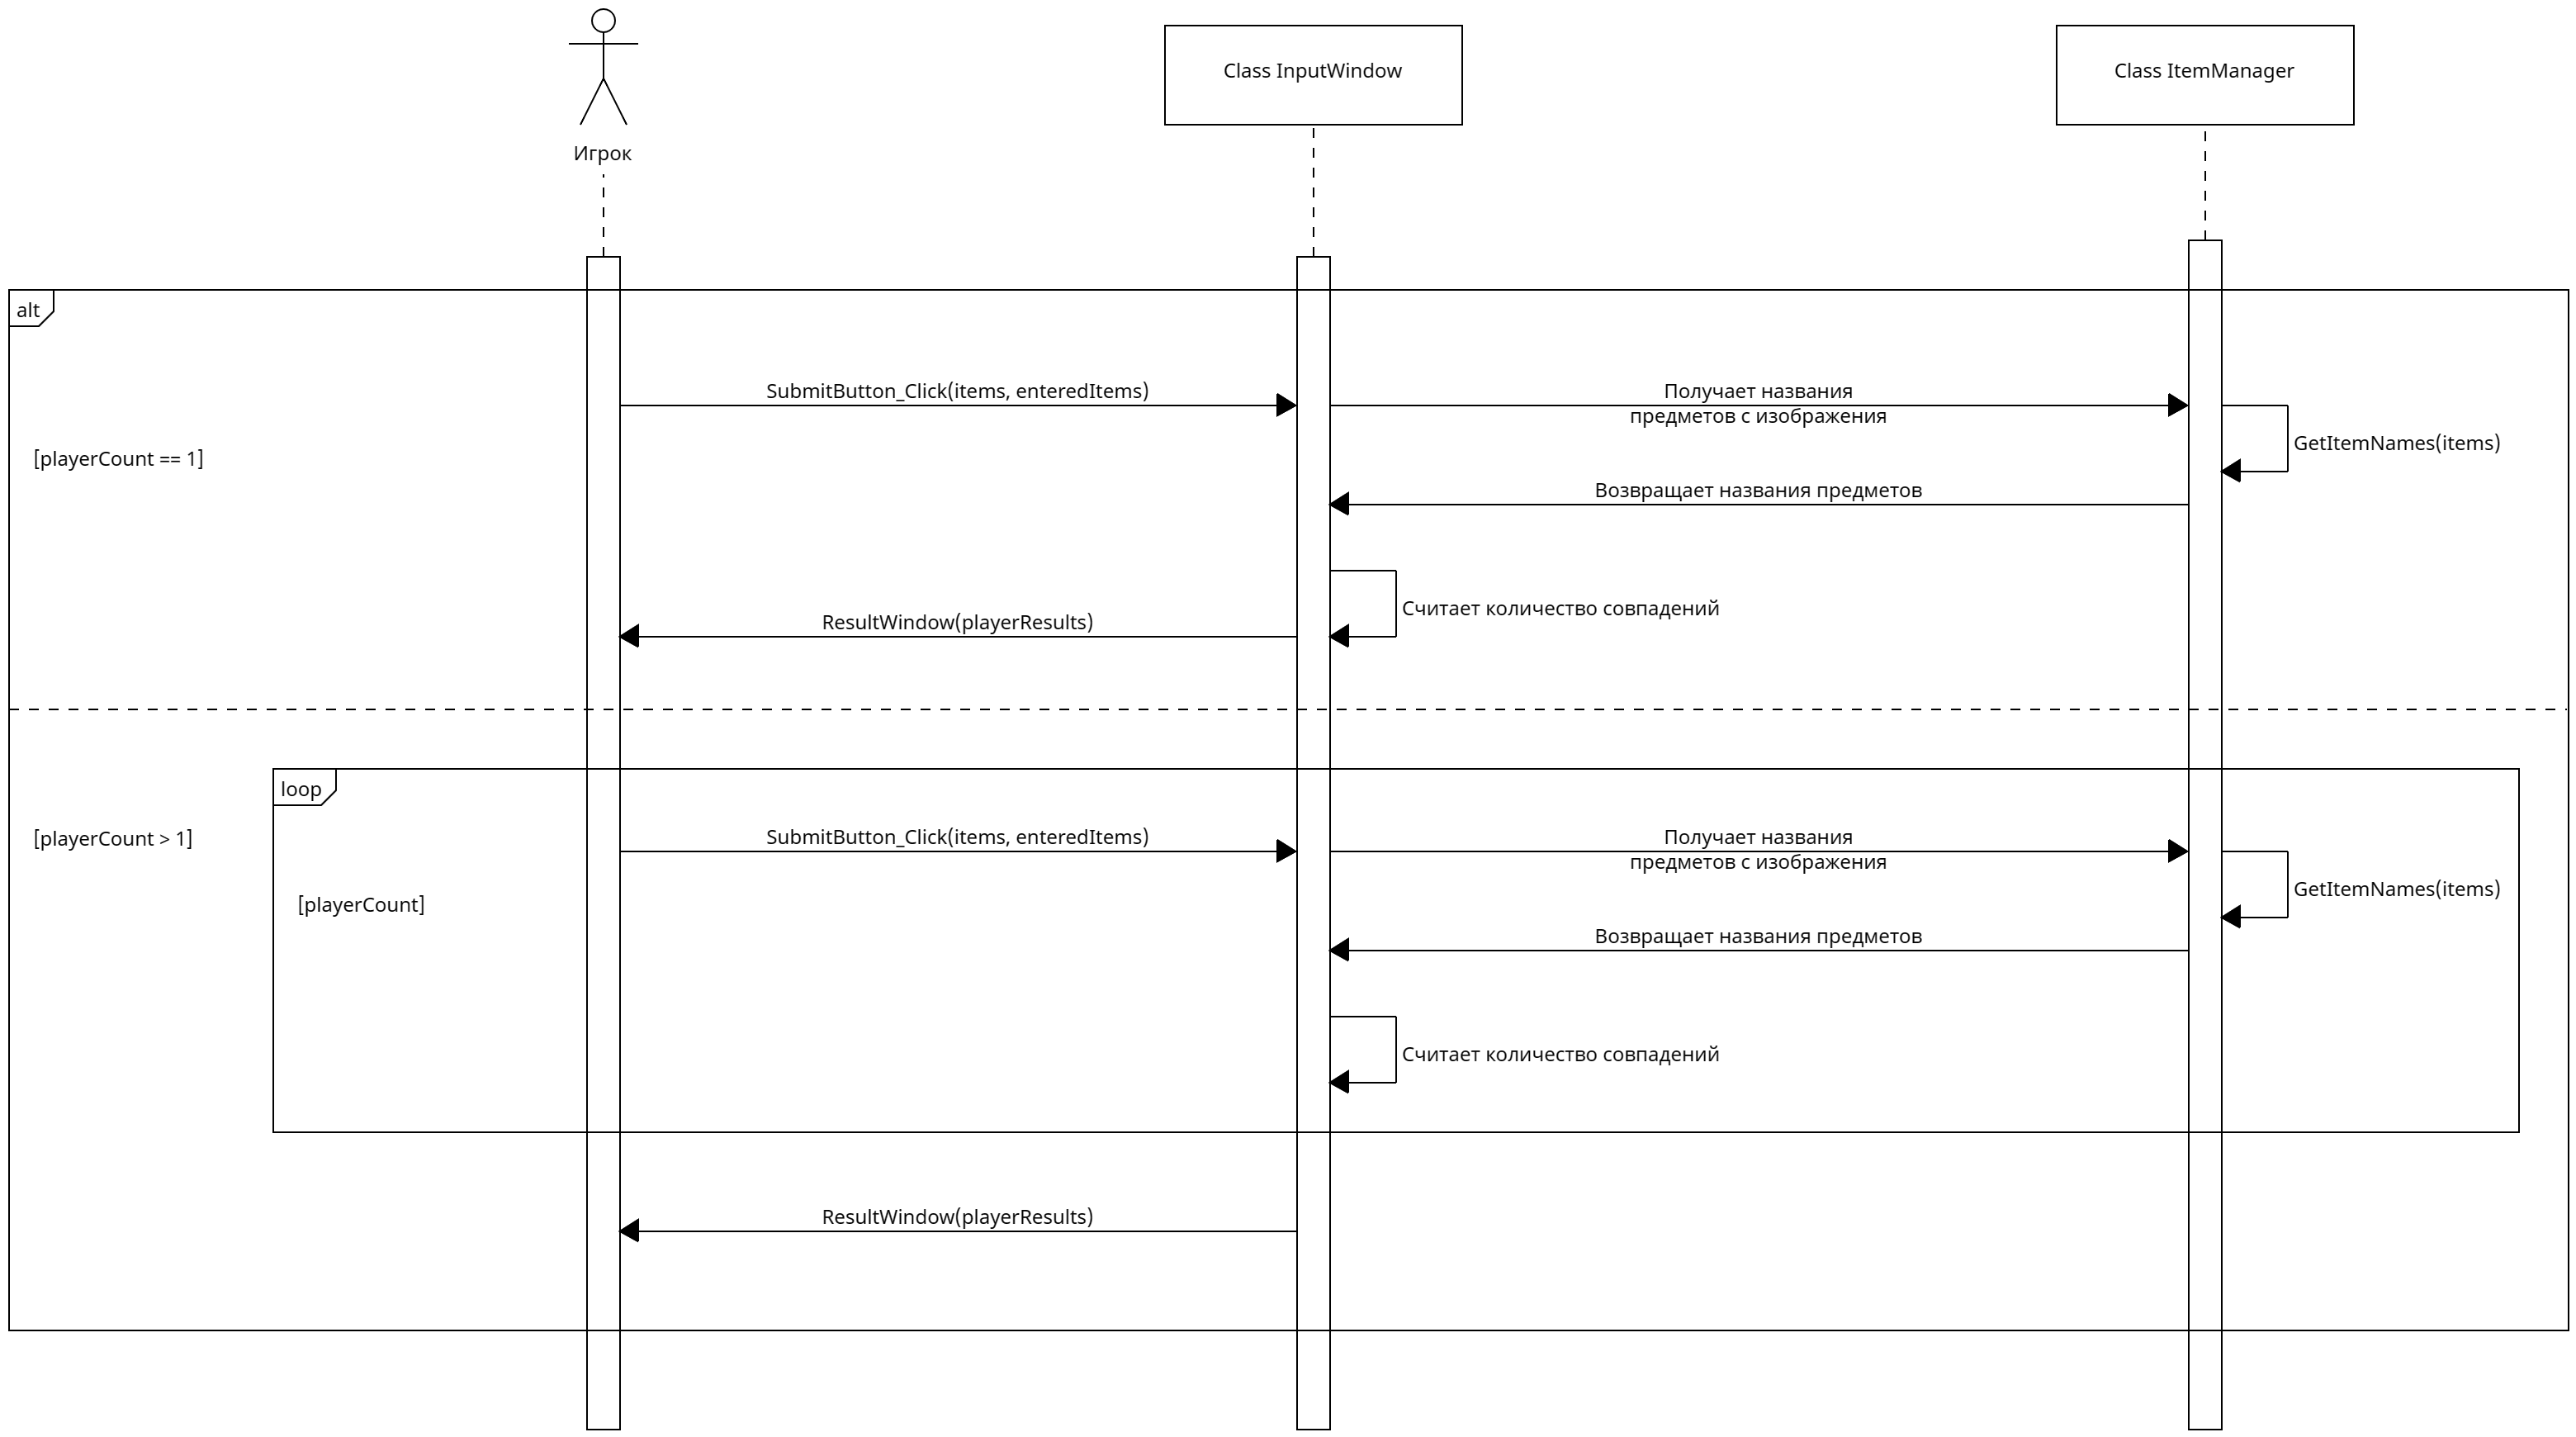 Игрок
Class InputWindow
Class ItemManager
alt
SubmitButton_Click(items, enteredItems)
Получает названия
предметов с изображения
GetItemNames(items)
[playerCount == 1]
Возвращает названия предметов
Считает количество совпадений
ResultWindow(playerResults)
loop
[playerCount > 1]
SubmitButton_Click(items, enteredItems)
Получает названия
предметов с изображения
GetItemNames(items)
[playerCount]
Возвращает названия предметов
Считает количество совпадений
ResultWindow(playerResults)